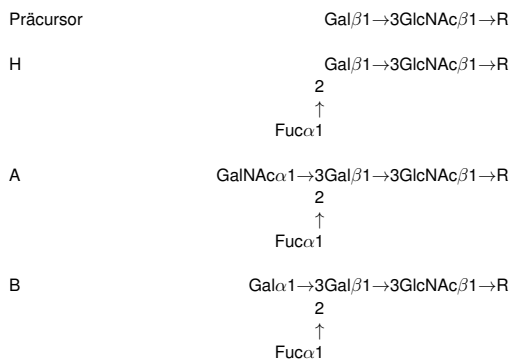 Präcursor Galβ1→3GlcNAcβ1→R
H Galβ1→3GlcNAcβ1→R
2
↑
Fucα1
A GalNAcα1→3Galβ1→3GlcNAcβ1→R
2
↑
Fucα1
B Galα1→3Galβ1→3GlcNAcβ1→R
2
↑
Fucα1